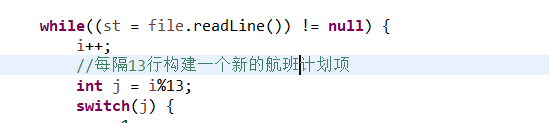 while((st = file.readLine()) != null) {
i++;
//每隔13行构建一个新的航班计划项
int j = i%13;
switch(j) {